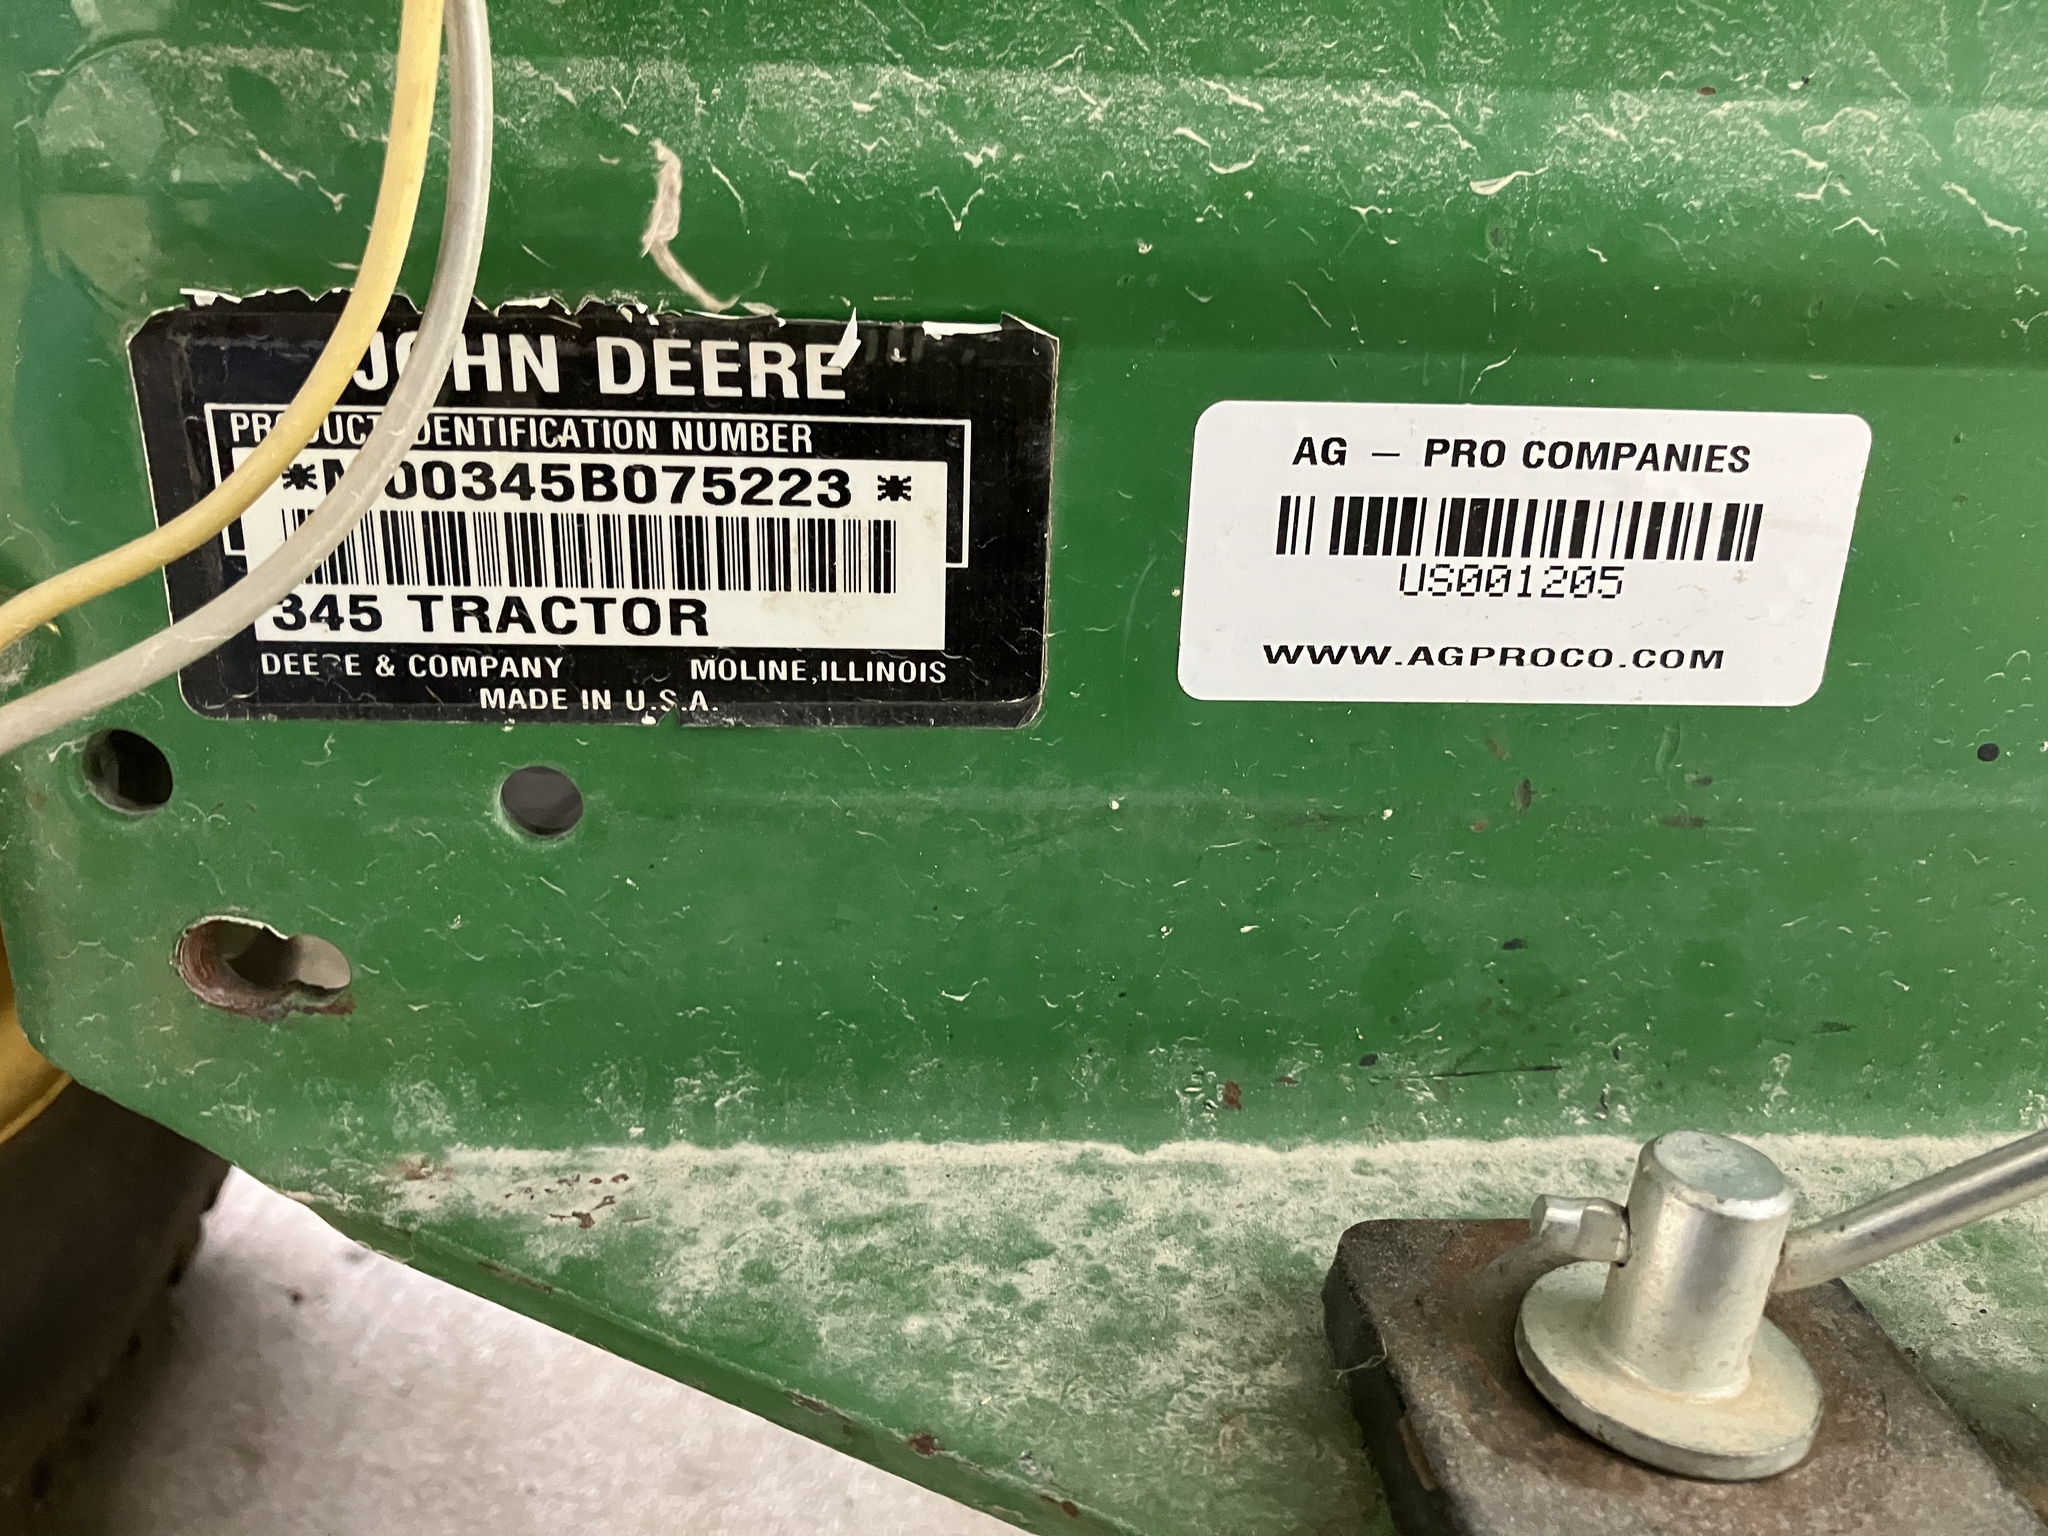 JOHN DEERE
PRODUCT IDENTIFICATION NUMBER
*M00345B075223 *
345 TRACTOR
DEERE & COMPANY MOLINE, ILLINOIS
MADE IN U.S.A.
AG – PRO COMPANIES
US001205
WWW.AGPROCO.COM